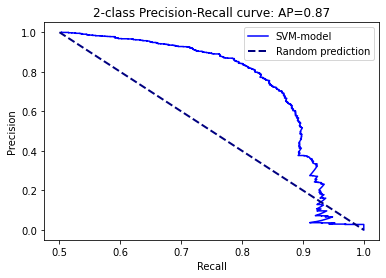 2-class Precision-Recall curve: AP=0.87
SVM-model
Random prediction
Precision
1.0
0.8
0.6
0.4
0.2
0.0
0.5 0.6 0.7 0.8 0.9 1.0
Recall